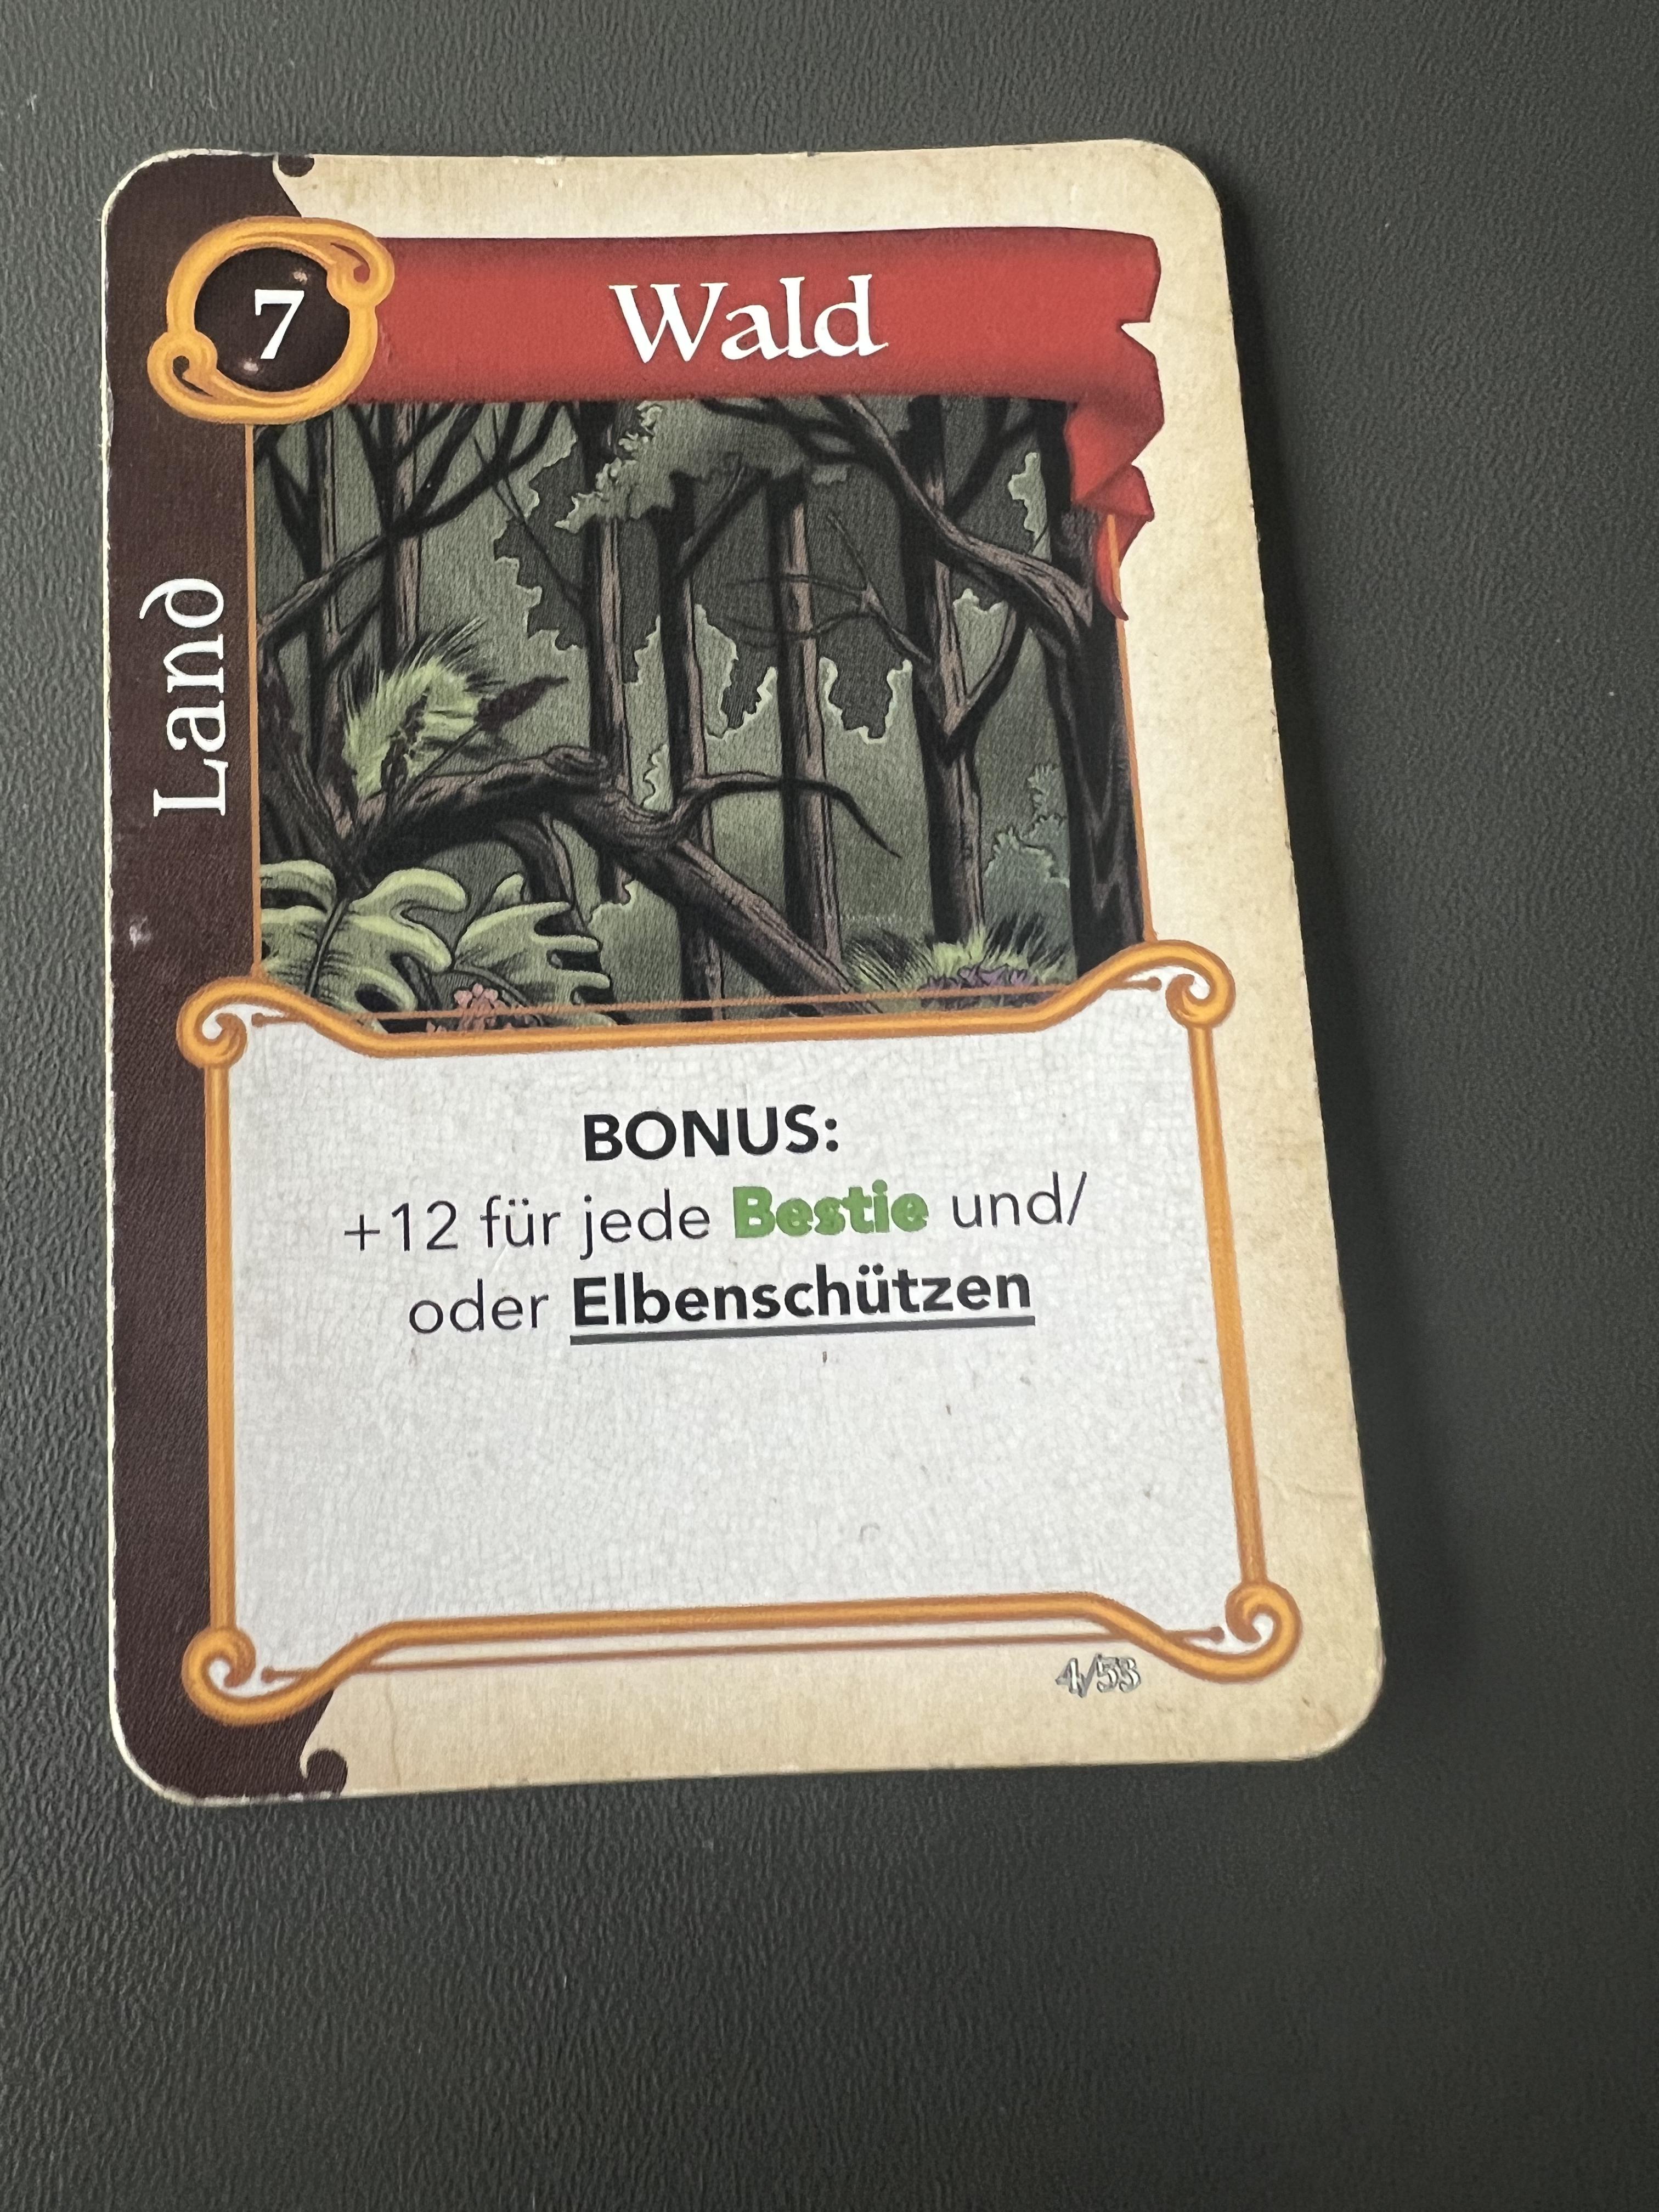 7
Wald
Land
BONUS:
+12 für jede Bestie und/
oder Elbenschützen
4/53